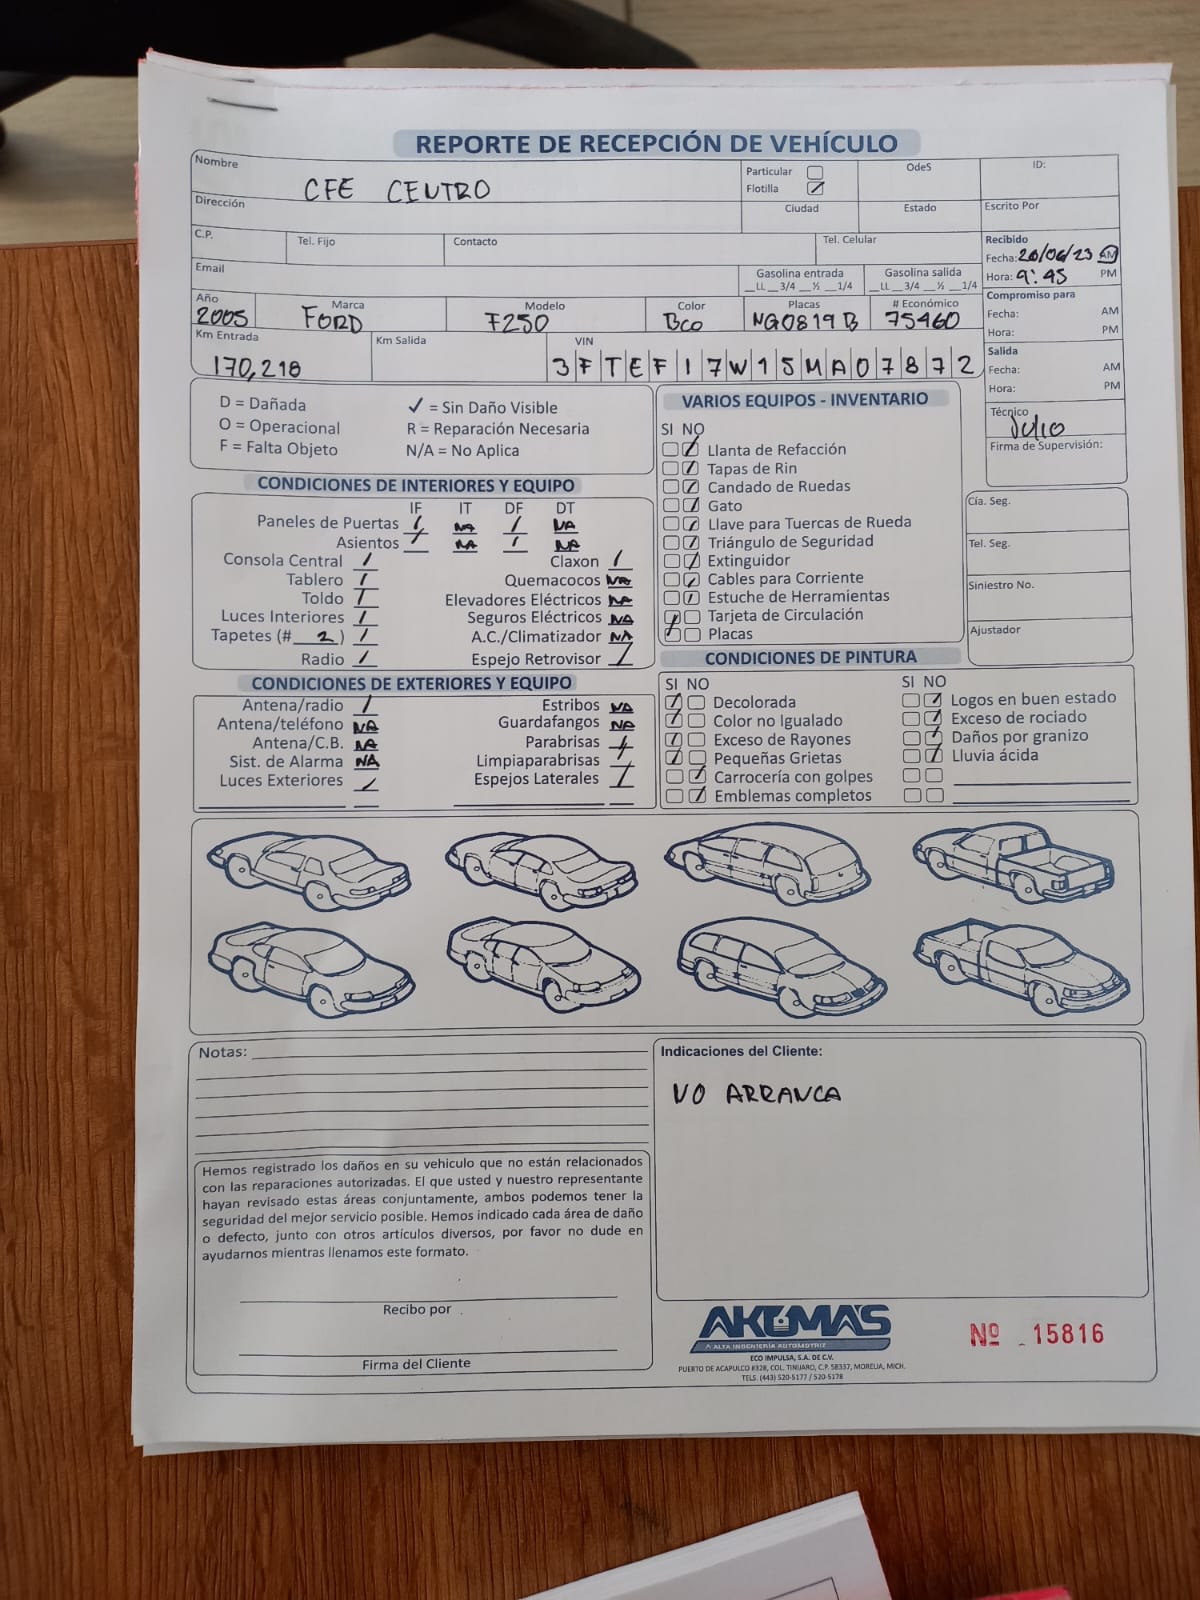 REPORTE DE RECEPCIÓN DE VEHÍCULO
Nombre
CFE CENTRO
Particular
Flotilla
OdeS
ID:
Dirección
Ciudad
Estado
Escrito Por
C.P.
Tel. Fijo
Contacto
Tel. Celular
Recibido
Fecha: 20/06/23 AM
Hora: 9:45 PM
Email
Gasolina entrada
__LL __3/4 __½ __1/4
Gasolina salida
__LL __3/4 __½ __1/4
Año
2005
Marca
FORD
Modelo
F250
Color
Bco
Placas
NG0819B
# Económico
75460
Compromiso para
Fecha: AM
Hora: PM
Km Entrada
170,218
Km Salida
VIN
3FTEF17W15MA07872
Salida
Fecha: AM
Hora: PM
Técnico
Julio
Firma de Supervisión:
D = Dañada
O = Operacional
F = Falta Objeto
✓ = Sin Daño Visible
R = Reparación Necesaria
N/A = No Aplica
VARIOS EQUIPOS - INVENTARIO
SI NO
Llanta de Refacción
Tapas de Rin
Candado de Ruedas
Gato
Llave para Tuercas de Rueda
Triángulo de Seguridad
Extinguidor
Cables para Corriente
Estuche de Herramientas
Tarjeta de Circulación
Placas
Cía. Seg.
Tel. Seg.
Siniestro No.
Ajustador
CONDICIONES DE INTERIORES Y EQUIPO
IF IT DF DT
Paneles de Puertas / NA / NA
Asientos / NA / NA
Consola Central /
Tablero /
Toldo /
Luces Interiores /
Tapetes (# 2 ) /
Radio /
Claxon /
Quemacocos NA
Elevadores Eléctricos NA
Seguros Eléctricos NA
A.C./Climatizador NA
Espejo Retrovisor /
CONDICIONES DE EXTERIORES Y EQUIPO
Antena/radio /
Antena/teléfono NA
Antena/C.B. NA
Sist. de Alarma NA
Luces Exteriores /
Estribos NA
Guardafangos NA
Parabrisas /
Limpiaparabrisas /
Espejos Laterales /
CONDICIONES DE PINTURA
SI NO
Decolorada
Color no Igualado
Exceso de Rayones
Pequeñas Grietas
Carrocería con golpes
Emblemas completos
SI NO
Logos en buen estado
Exceso de rociado
Daños por granizo
Lluvia ácida
Notas:
Indicaciones del Cliente:
NO ARRANCA
Hemos registrado los daños en su vehiculo que no están relacionados
con las reparaciones autorizadas. El que usted y nuestro representante
hayan revisado estas áreas conjuntamente, ambos podemos tener la
seguridad del mejor servicio posible. Hemos indicado cada área de daño
o defecto, junto con otros artículos diversos, por favor no dude en
ayudarnos mientras llenamos este formato.
Recibo por
Firma del Cliente
AKUMAS
A ALTA INGENIERÍA AUTOMOTRIZ
ECO IMPULSA, S.A. DE C.V.
PUERTO DE ACAPULCO #328, COL. TINIJARO, C.P. 58337, MORELIA, MICH.
TELS. (443) 520-5177 / 520-5178
Nº 15816